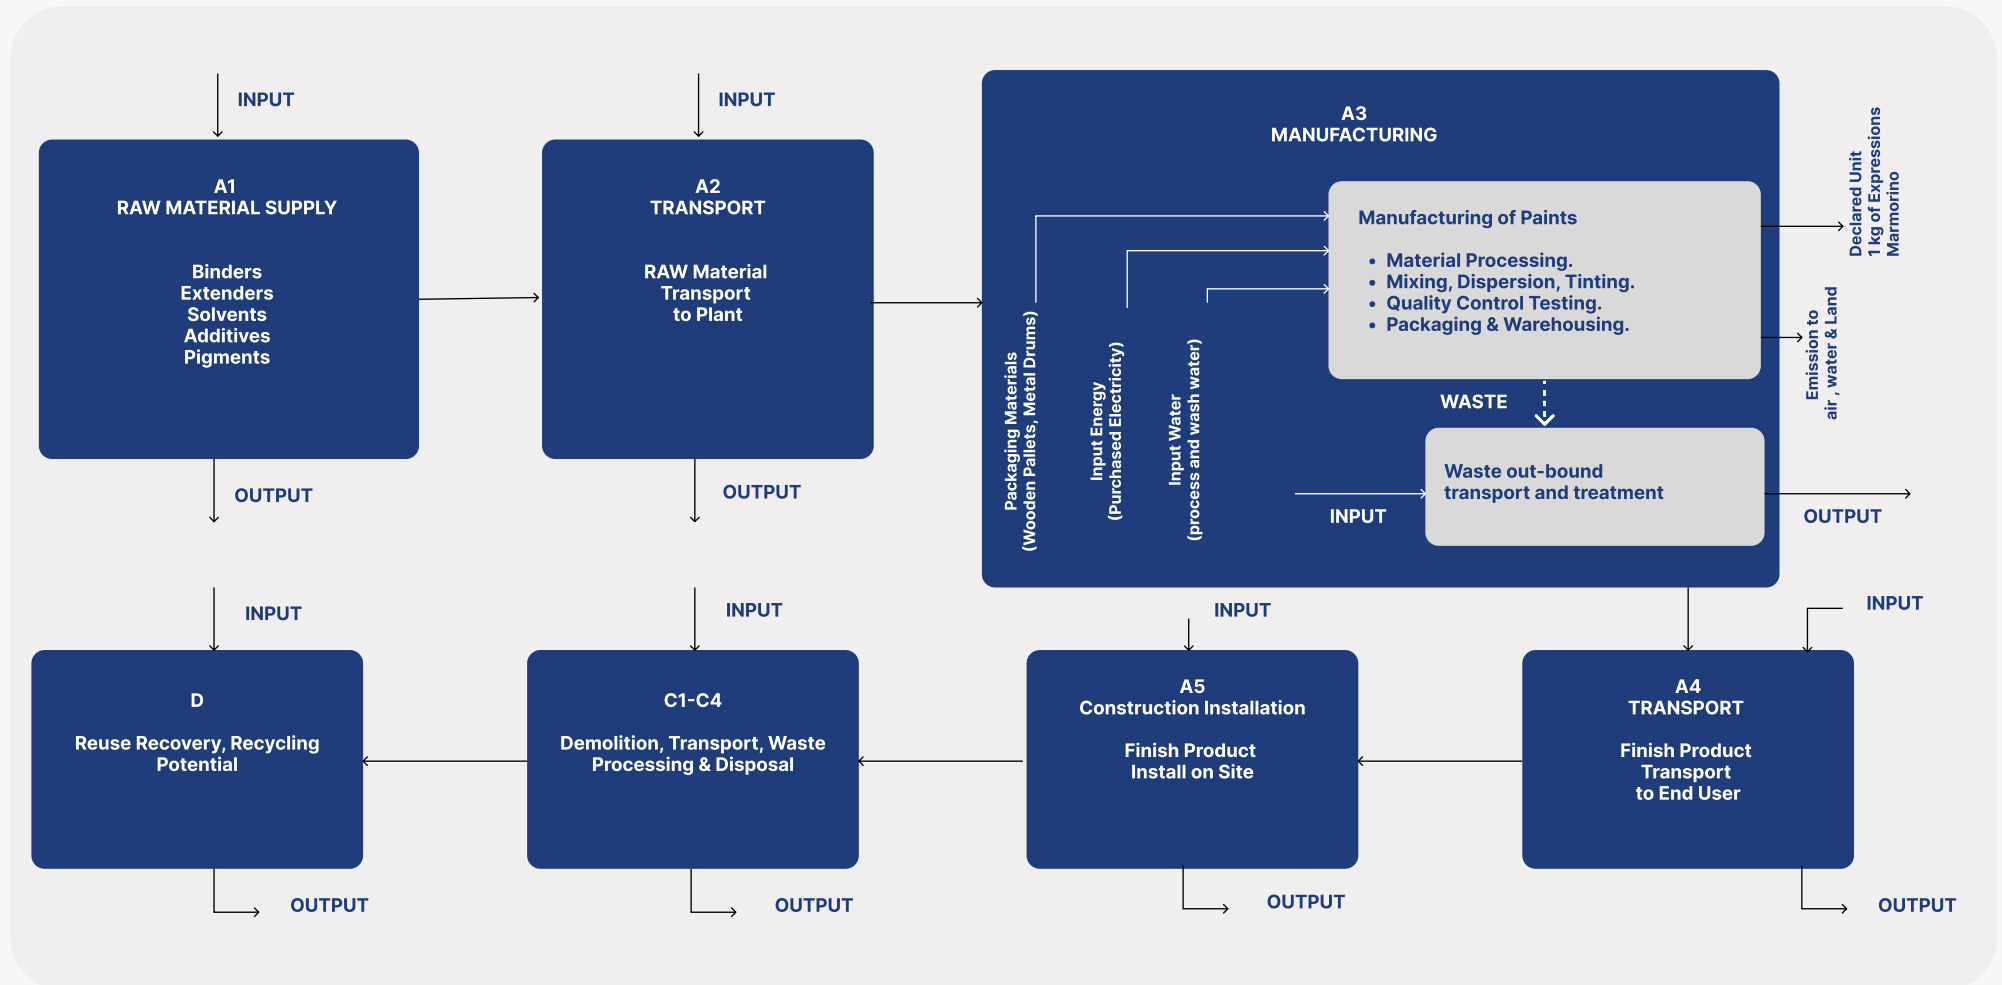 INPUT
A1
RAW MATERIAL SUPPLY
Binders
Extenders
Solvents
Additives
Pigments
OUTPUT
INPUT
A2
TRANSPORT
RAW Material
Transport
to Plant
OUTPUT
A3
MANUFACTURING
Packaging Materials
(Wooden Pallets, Metal Drums)
Input Energy
(Purchased Electricity)
Input Water
(process and wash water)
Manufacturing of Paints
• Material Processing.
• Mixing, Dispersion, Tinting.
• Quality Control Testing.
• Packaging & Warehousing.
WASTE
INPUT
Waste out-bound
transport and treatment
Declared Unit
1 kg of Expressions
Marmorino
Emission to
air , water & Land
OUTPUT
INPUT
A4
TRANSPORT
Finish Product
Transport
to End User
OUTPUT
INPUT
A5
Construction Installation
Finish Product
Install on Site
OUTPUT
INPUT
C1-C4
Demolition, Transport, Waste
Processing & Disposal
OUTPUT
INPUT
D
Reuse Recovery, Recycling
Potential
OUTPUT